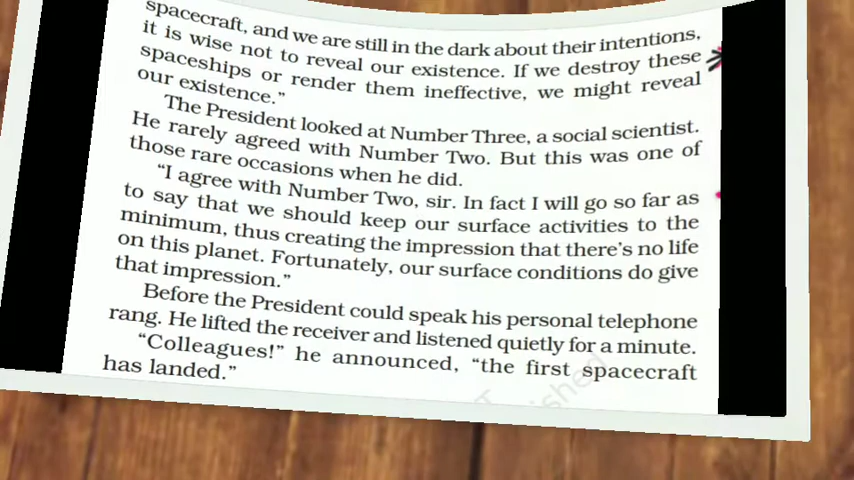 spacecraft, and we are still in the dark about their intentions,
it is wise not to reveal our existence. If we destroy these
spaceships or render them ineffective, we might reveal
our existence.”
The President looked at Number Three, a social scientist.
He rarely agreed with Number Two. But this was one of
those rare occasions when he did.
“I agree with Number Two, sir. In fact I will go so far as
to say that we should keep our surface activities to the
minimum, thus creating the impression that there’s no life
on this planet. Fortunately, our surface conditions do give
that impression.”
Before the President could speak his personal telephone
rang. He lifted the receiver and listened quietly for a minute.
“Colleagues!” he announced, “the first spacecraft
has landed.”